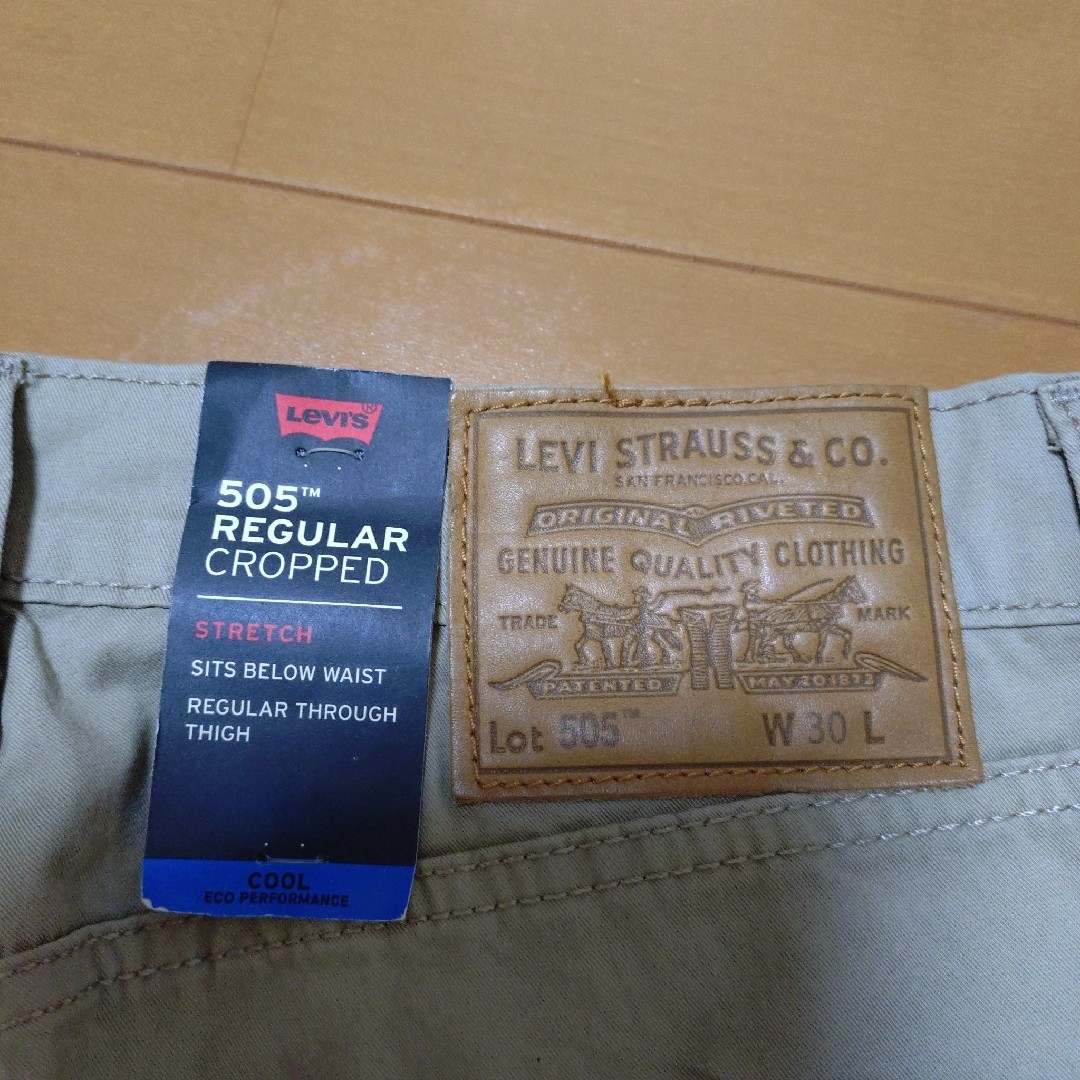 Levi's®
505™
REGULAR
CROPPED
STRETCH
SITS BELOW WAIST
REGULAR THROUGH
THIGH
COOL
ECO PERFORMANCE
LEVI STRAUSS & CO.
SAN FRANCISCO.CAL.
ORIGINAL RIVETED
GENUINE QUALITY CLOTHING
TRADE MARK
PATENTED MAY 20 1873
Lot 505™ W 30 L